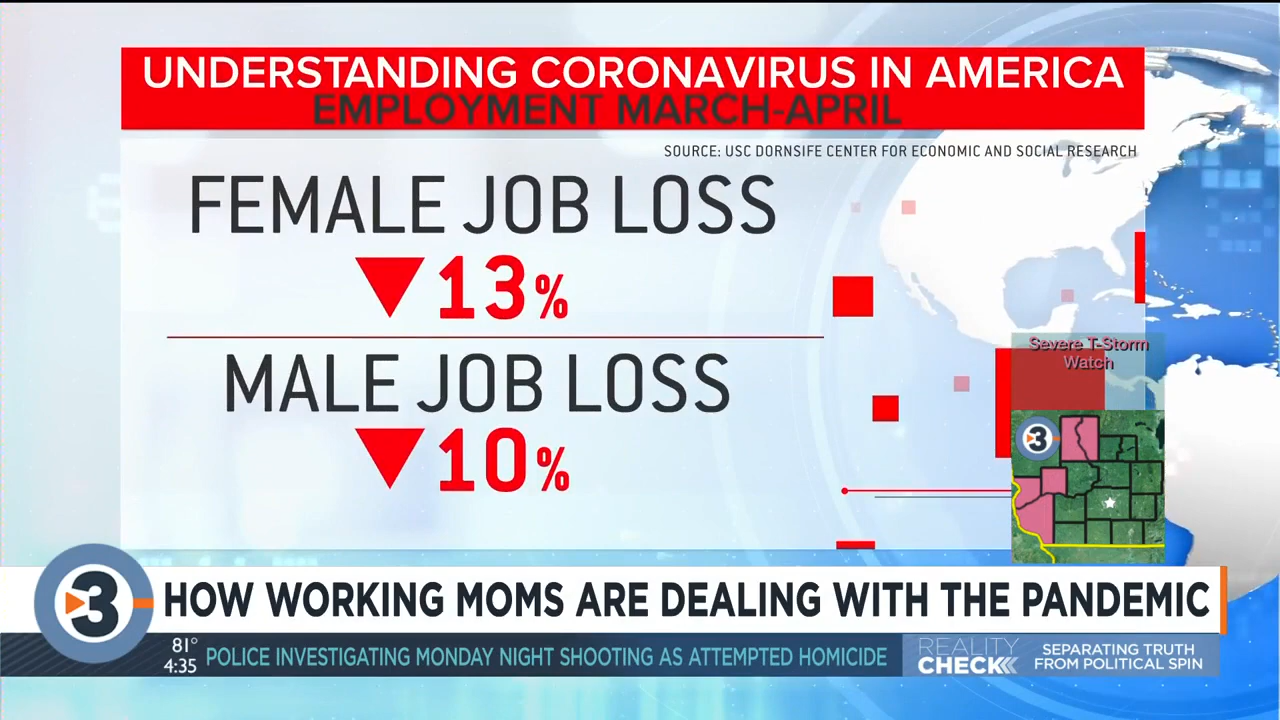 UNDERSTANDING CORONAVIRUS IN AMERICA
EMPLOYMENT MARCH-APRIL
SOURCE: USC DORNSIFE CENTER FOR ECONOMIC AND SOCIAL RESEARCH
FEMALE JOB LOSS
▼13%
MALE JOB LOSS
▼10%
Severe T-Storm
Watch
3
3
HOW WORKING MOMS ARE DEALING WITH THE PANDEMIC
81°
4:35
POLICE INVESTIGATING MONDAY NIGHT SHOOTING AS ATTEMPTED HOMICIDE
REALITY
CHECK
SEPARATING TRUTH
FROM POLITICAL SPIN